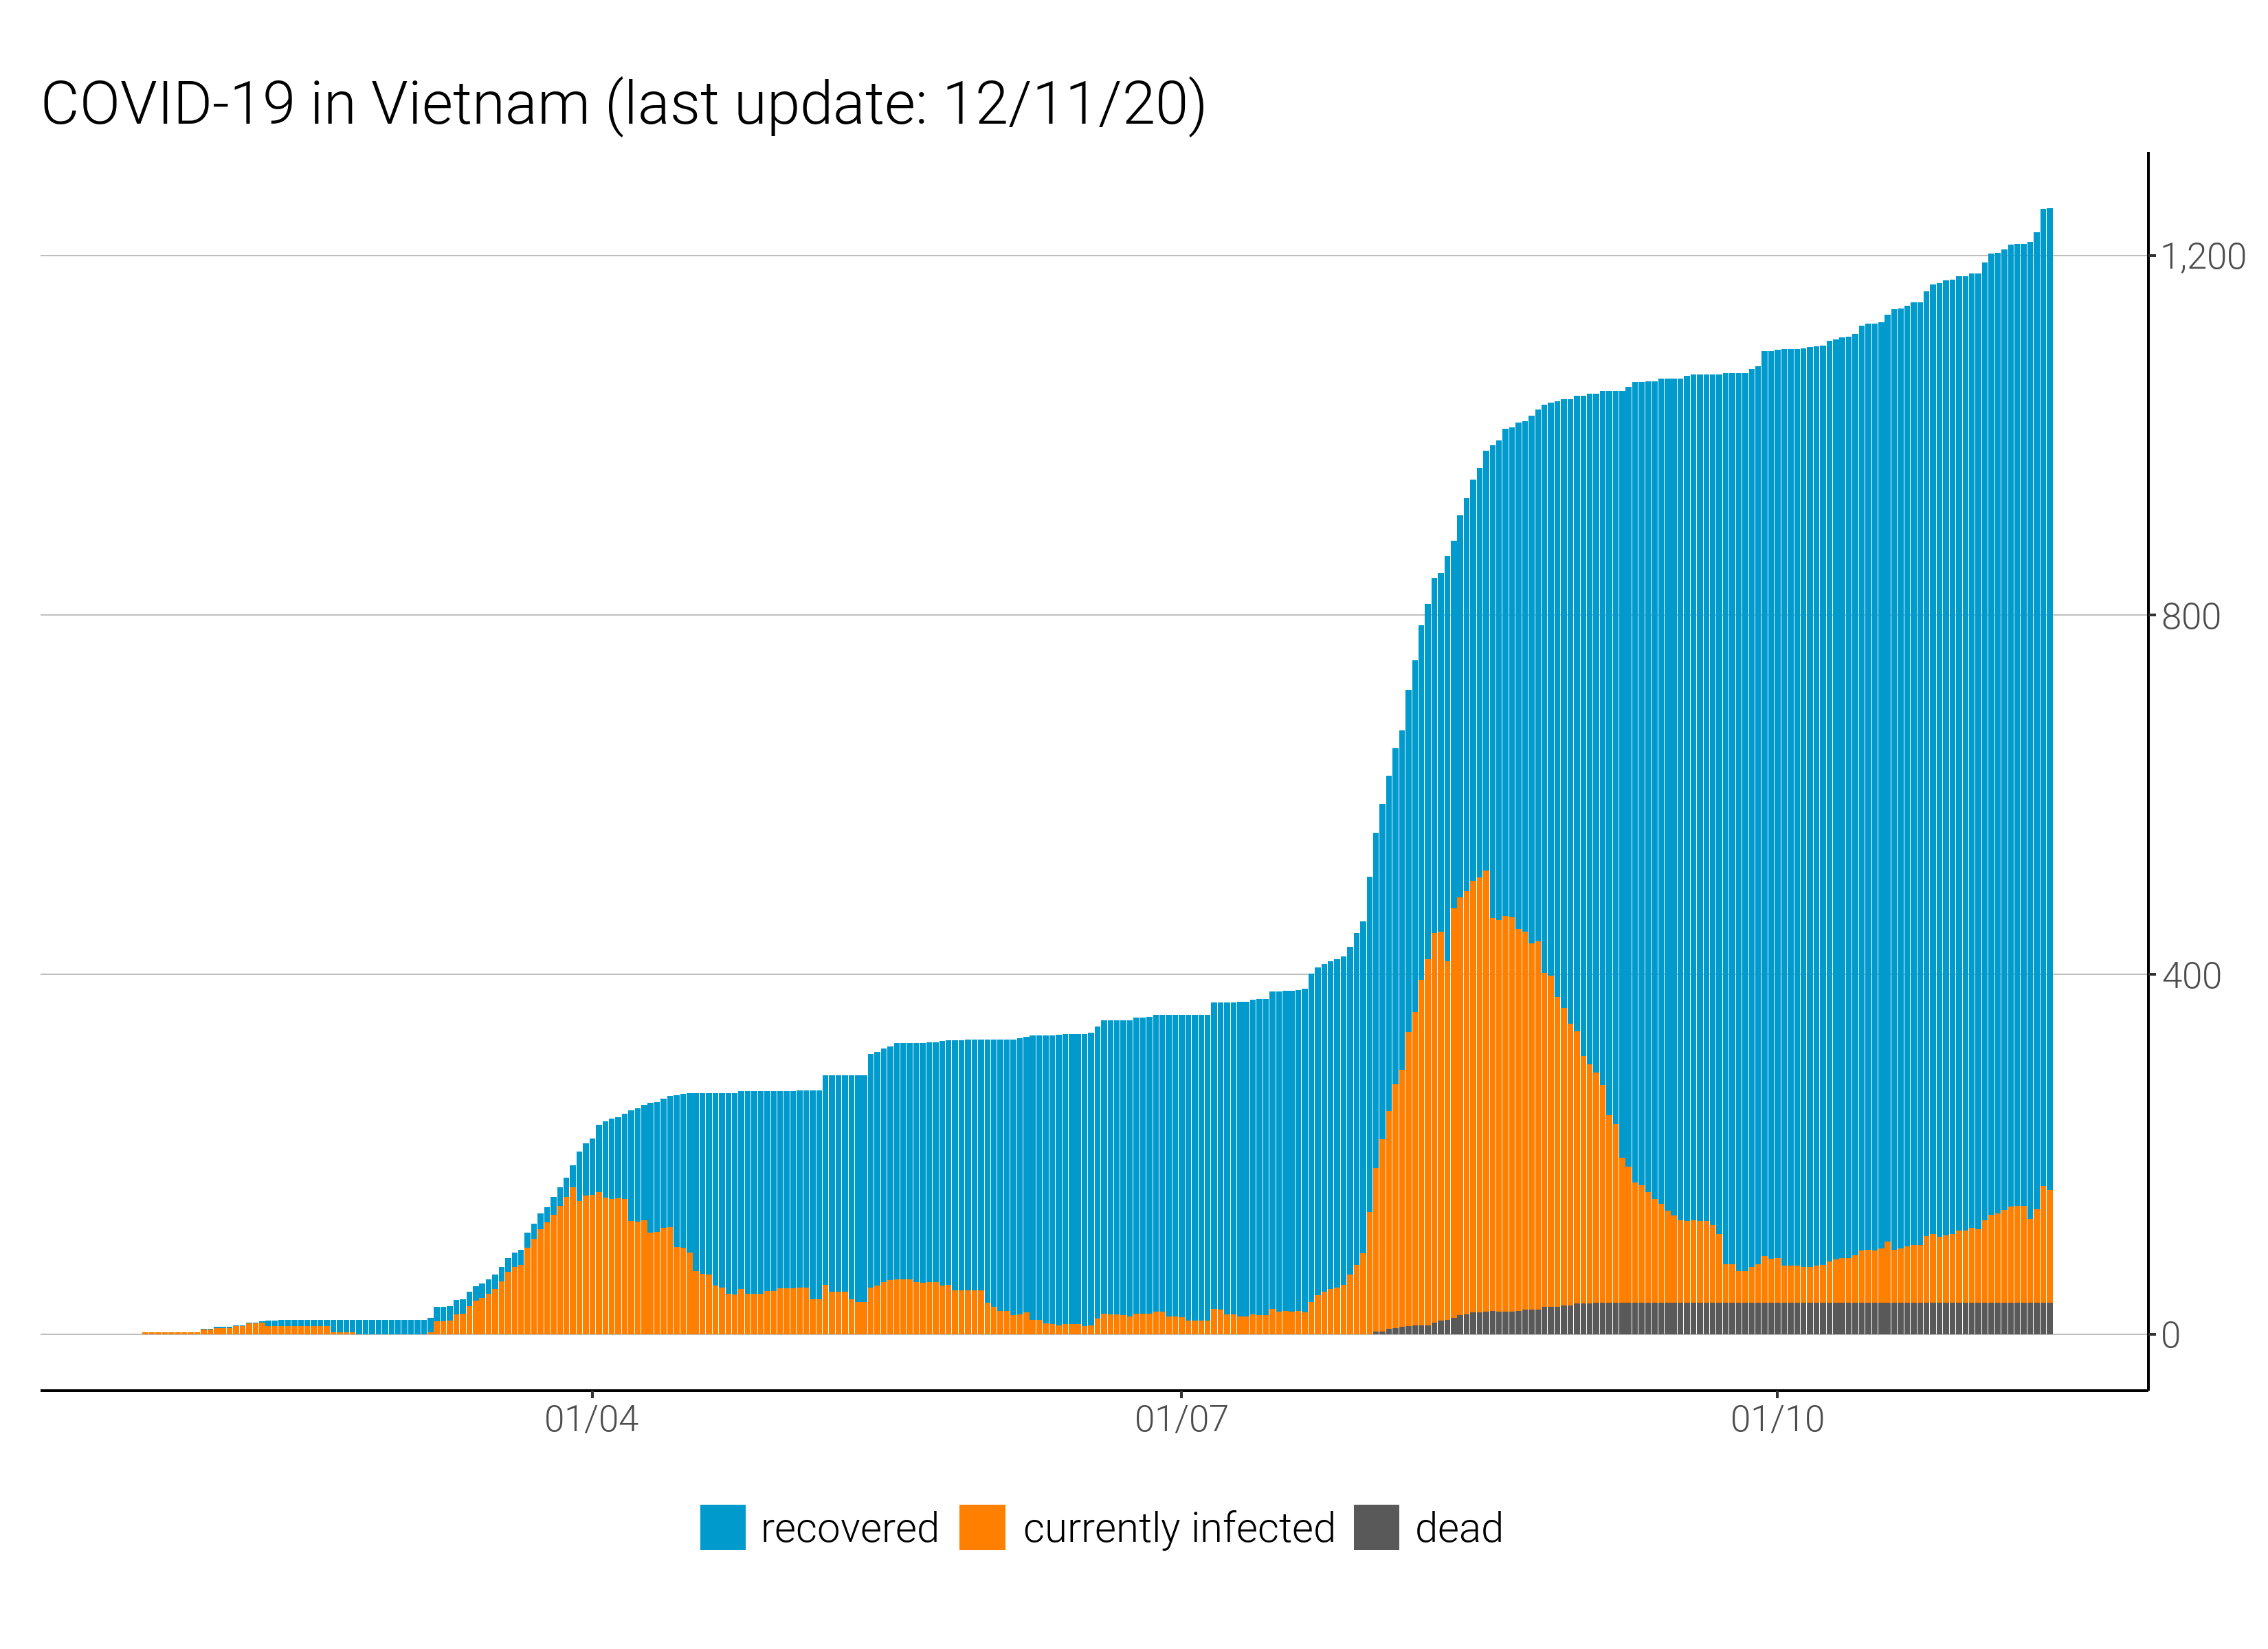 COVID-19 in Vietnam (last update: 12/11/20)
1,200
800
400
0
01/04 01/07 01/10
recovered currently infected dead